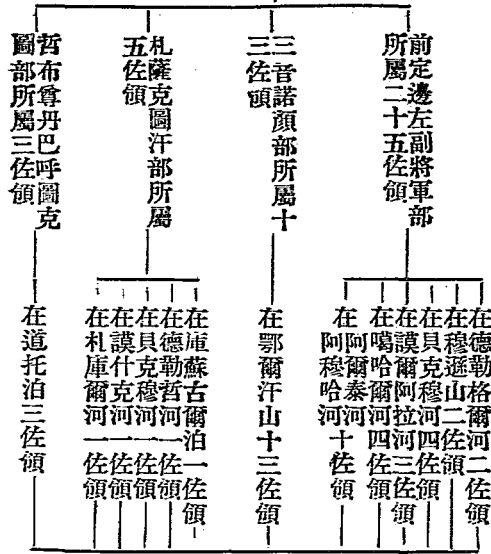 前定邊左副將軍部
所屬二十五佐領
在德勒格爾河二佐領
在穆遜山二佐領
在貝克穆河四佐領
在謨爾阿拉河三佐領
在噶哈爾河四佐領
在阿爾泰河
阿穆哈河十佐領
三音諾顏部所屬十
三佐領
在鄂爾汗山十三佐領
札薩克圖汗部所屬
五佐領
在庫蘇古爾泊一佐領
在德勒哲河一佐領
在貝克穆河一佐領
在謨什克河一佐領
在札庫爾河一佐領
哲布尊丹巴呼圖克
圖部所屬三佐領
在道托泊三佐領